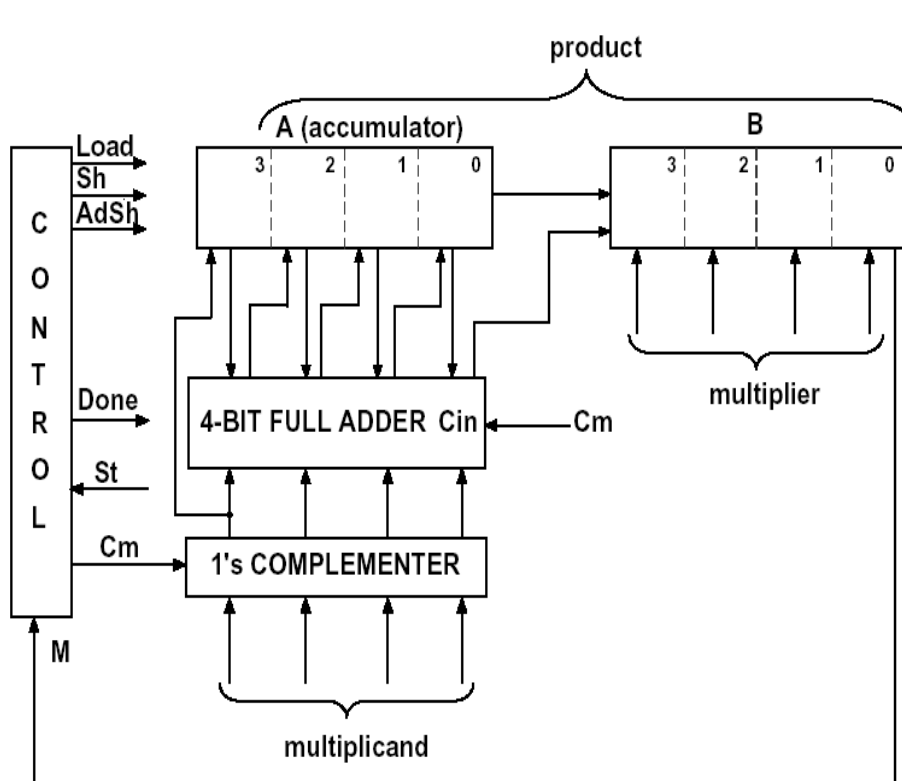 product
A (accumulator)
B
Load
Sh
AdSh
3 2 1 0
3 2 1 0
CONTROL
Done
St
Cm
M
4-BIT FULL ADDER Cin
Cm
multiplier
1's COMPLEMENTER
multiplicand